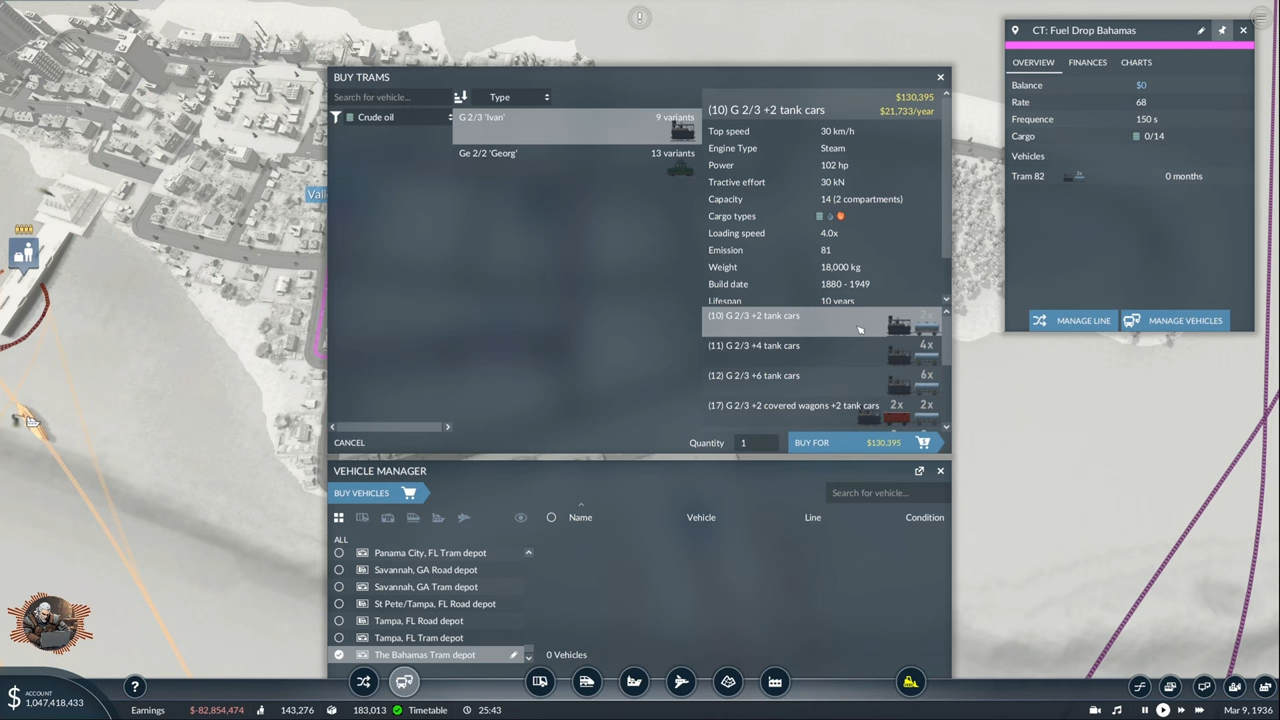 BUY TRAMS
Search for vehicle...
Type
Crude oil
G 2/3 'Ivan'
9 variants
Ge 2/2 'Georg'
13 variants
$130,395
(10) G 2/3 +2 tank cars
$21,733/year
Top speed 30 km/h
Engine Type Steam
Power 102 hp
Tractive effort 30 kN
Capacity 14 (2 compartments)
Cargo types
Loading speed 4.0x
Emission 81
Weight 18,000 kg
Build date 1880 - 1949
Lifespan 10 years
(10) G 2/3 +2 tank cars 2x
(11) G 2/3 +4 tank cars 4x
(12) G 2/3 +6 tank cars 6x
(17) G 2/3 +2 covered wagons +2 tank cars 2x 2x
CANCEL
Quantity 1
BUY FOR $130,395
CT: Fuel Drop Bahamas
OVERVIEW FINANCES CHARTS
Balance $0
Rate 68
Frequence 150 s
Cargo 0/14
Vehicles
Tram 82 0 months
MANAGE LINE
MANAGE VEHICLES
VEHICLE MANAGER
BUY VEHICLES
Search for vehicle...
Name Vehicle Line Condition
ALL
Panama City, FL Tram depot
Savannah, GA Road depot
Savannah, GA Tram depot
St Pete/Tampa, FL Road depot
Tampa, FL Road depot
Tampa, FL Tram depot
The Bahamas Tram depot
0 Vehicles
$ ACCOUNT
1,047,418,433
?
Earnings $-82,854,474 143,276 183,013 Timetable 25:43
Mar 9, 1936